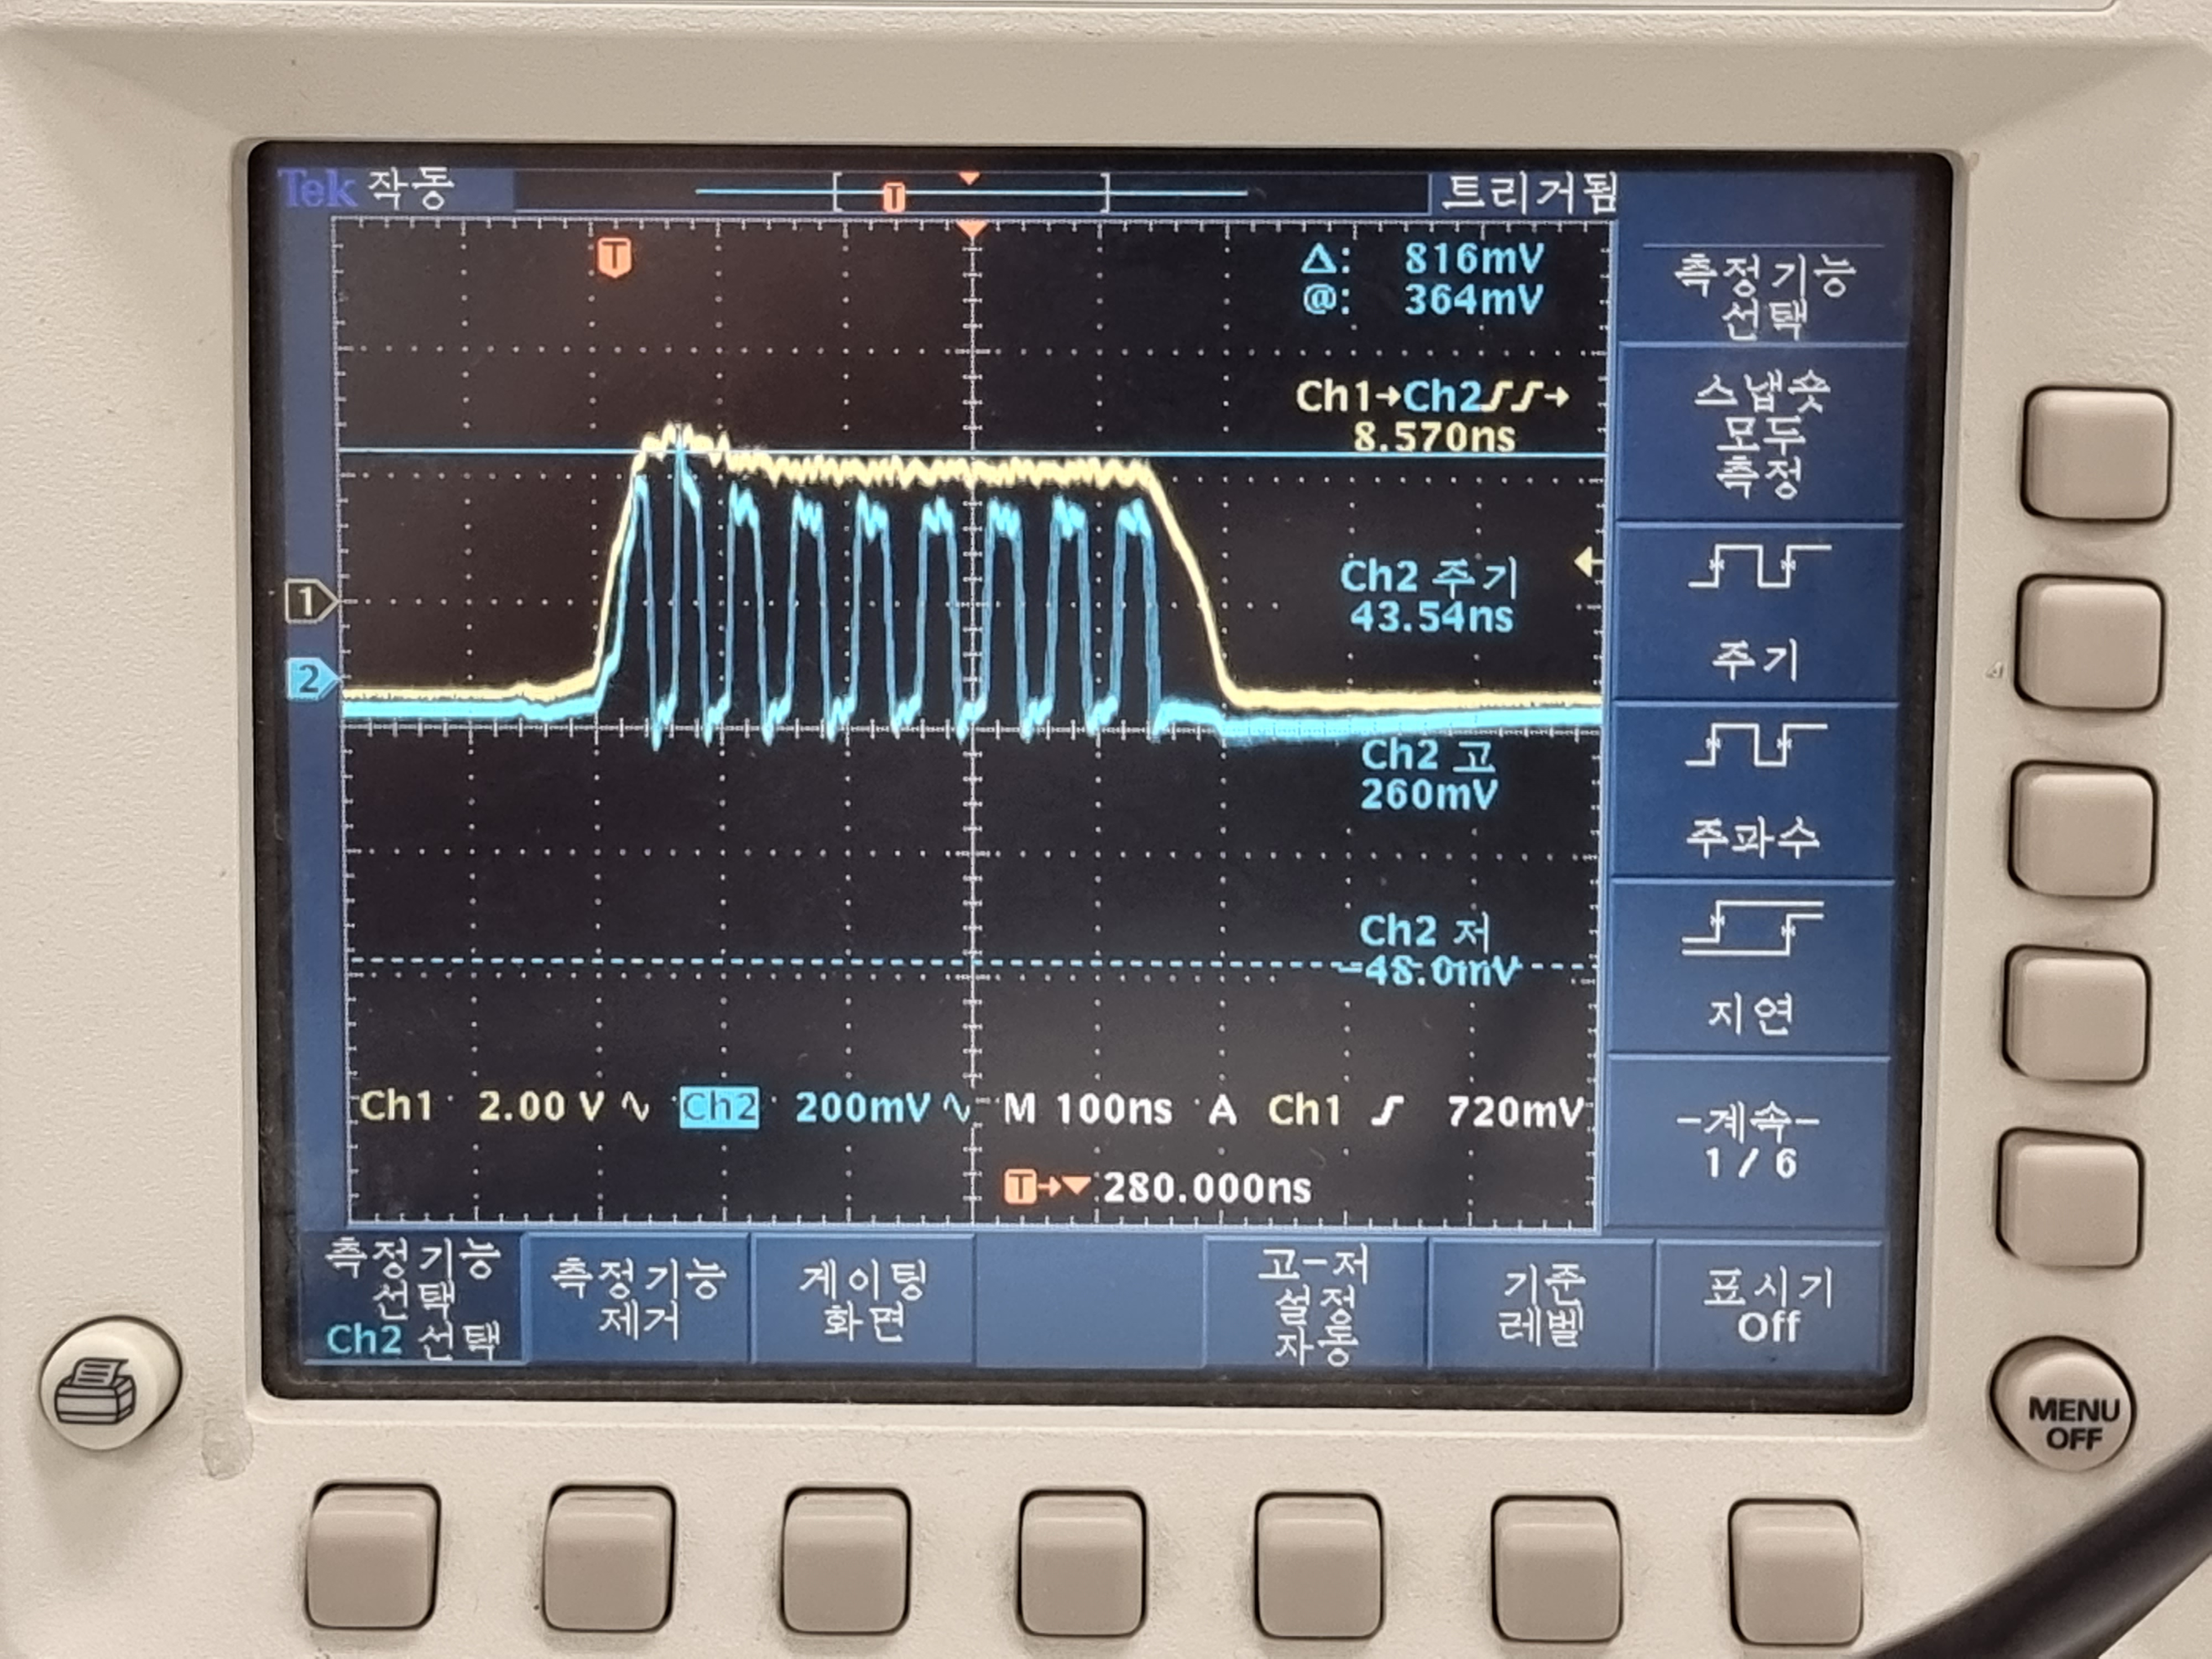 Tek 작동
T
트리거됨
T
Δ: 816mV
@: 364mV
Ch1→Ch2 →
8.570ns
1
Ch2 주기
43.54ns
2
Ch2 고
260mV
Ch2 저
-48.0mV
Ch1 2.00 V Ch2 200mV M 100ns A Ch1 720mV
T→ 280.000ns
측정기능
선택
스냅숏
모두
측정
주기
주파수
지연
-계속-
1 / 6
측정기능
선택
Ch2 선택
측정기능
제거
게이팅
화면
고-저
설정
자동
기준
레벨
표시기
Off
MENU
OFF